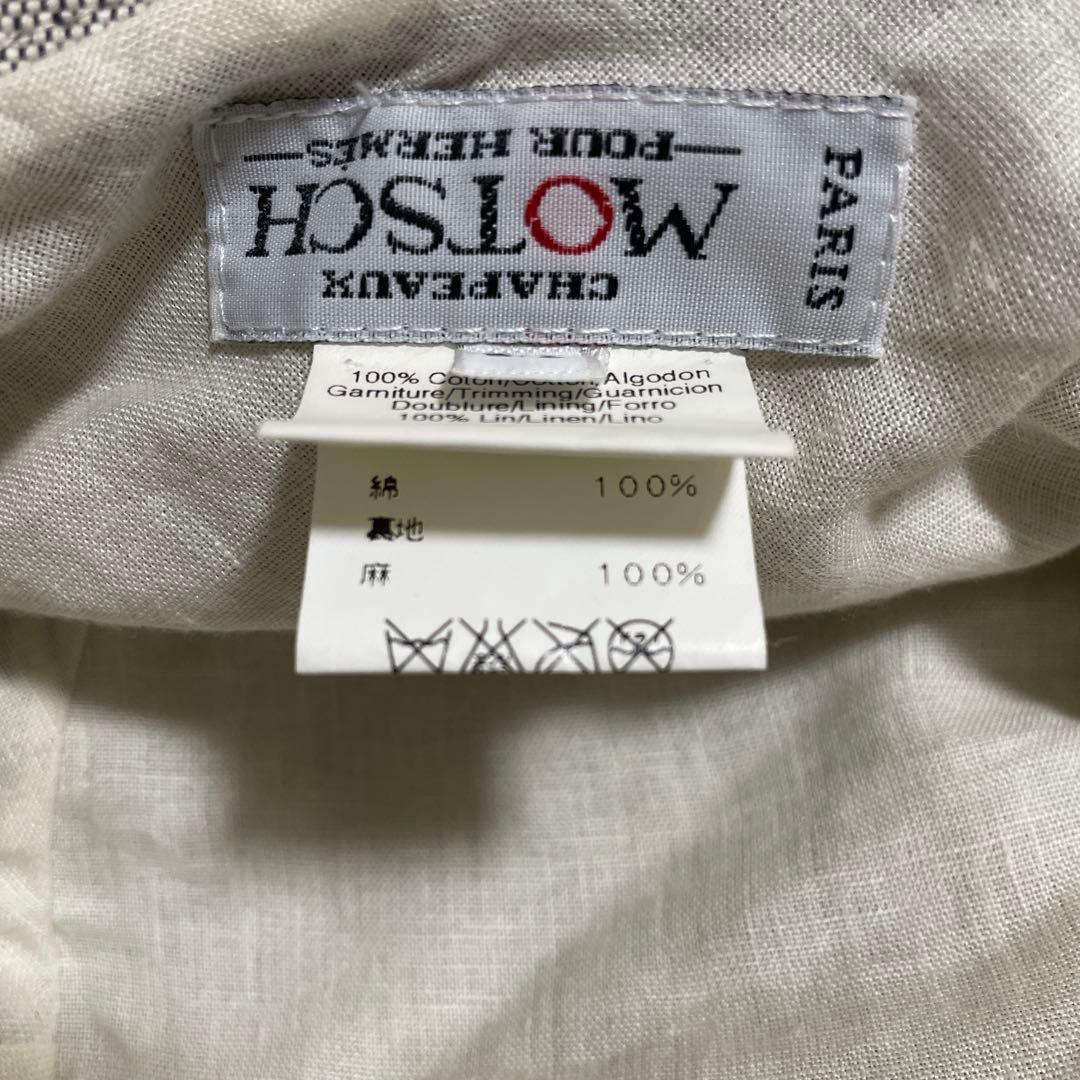 CHAPEAUX
MOTSCH
—POUR HERMÈS—
PARIS
100% Coton/Cotton/Algodon
Garniture/Trimming/Guarnicion
Doublure/Lining/Forro
100% Lin/Linen/Lino
綿 100%
裏地
麻 100%